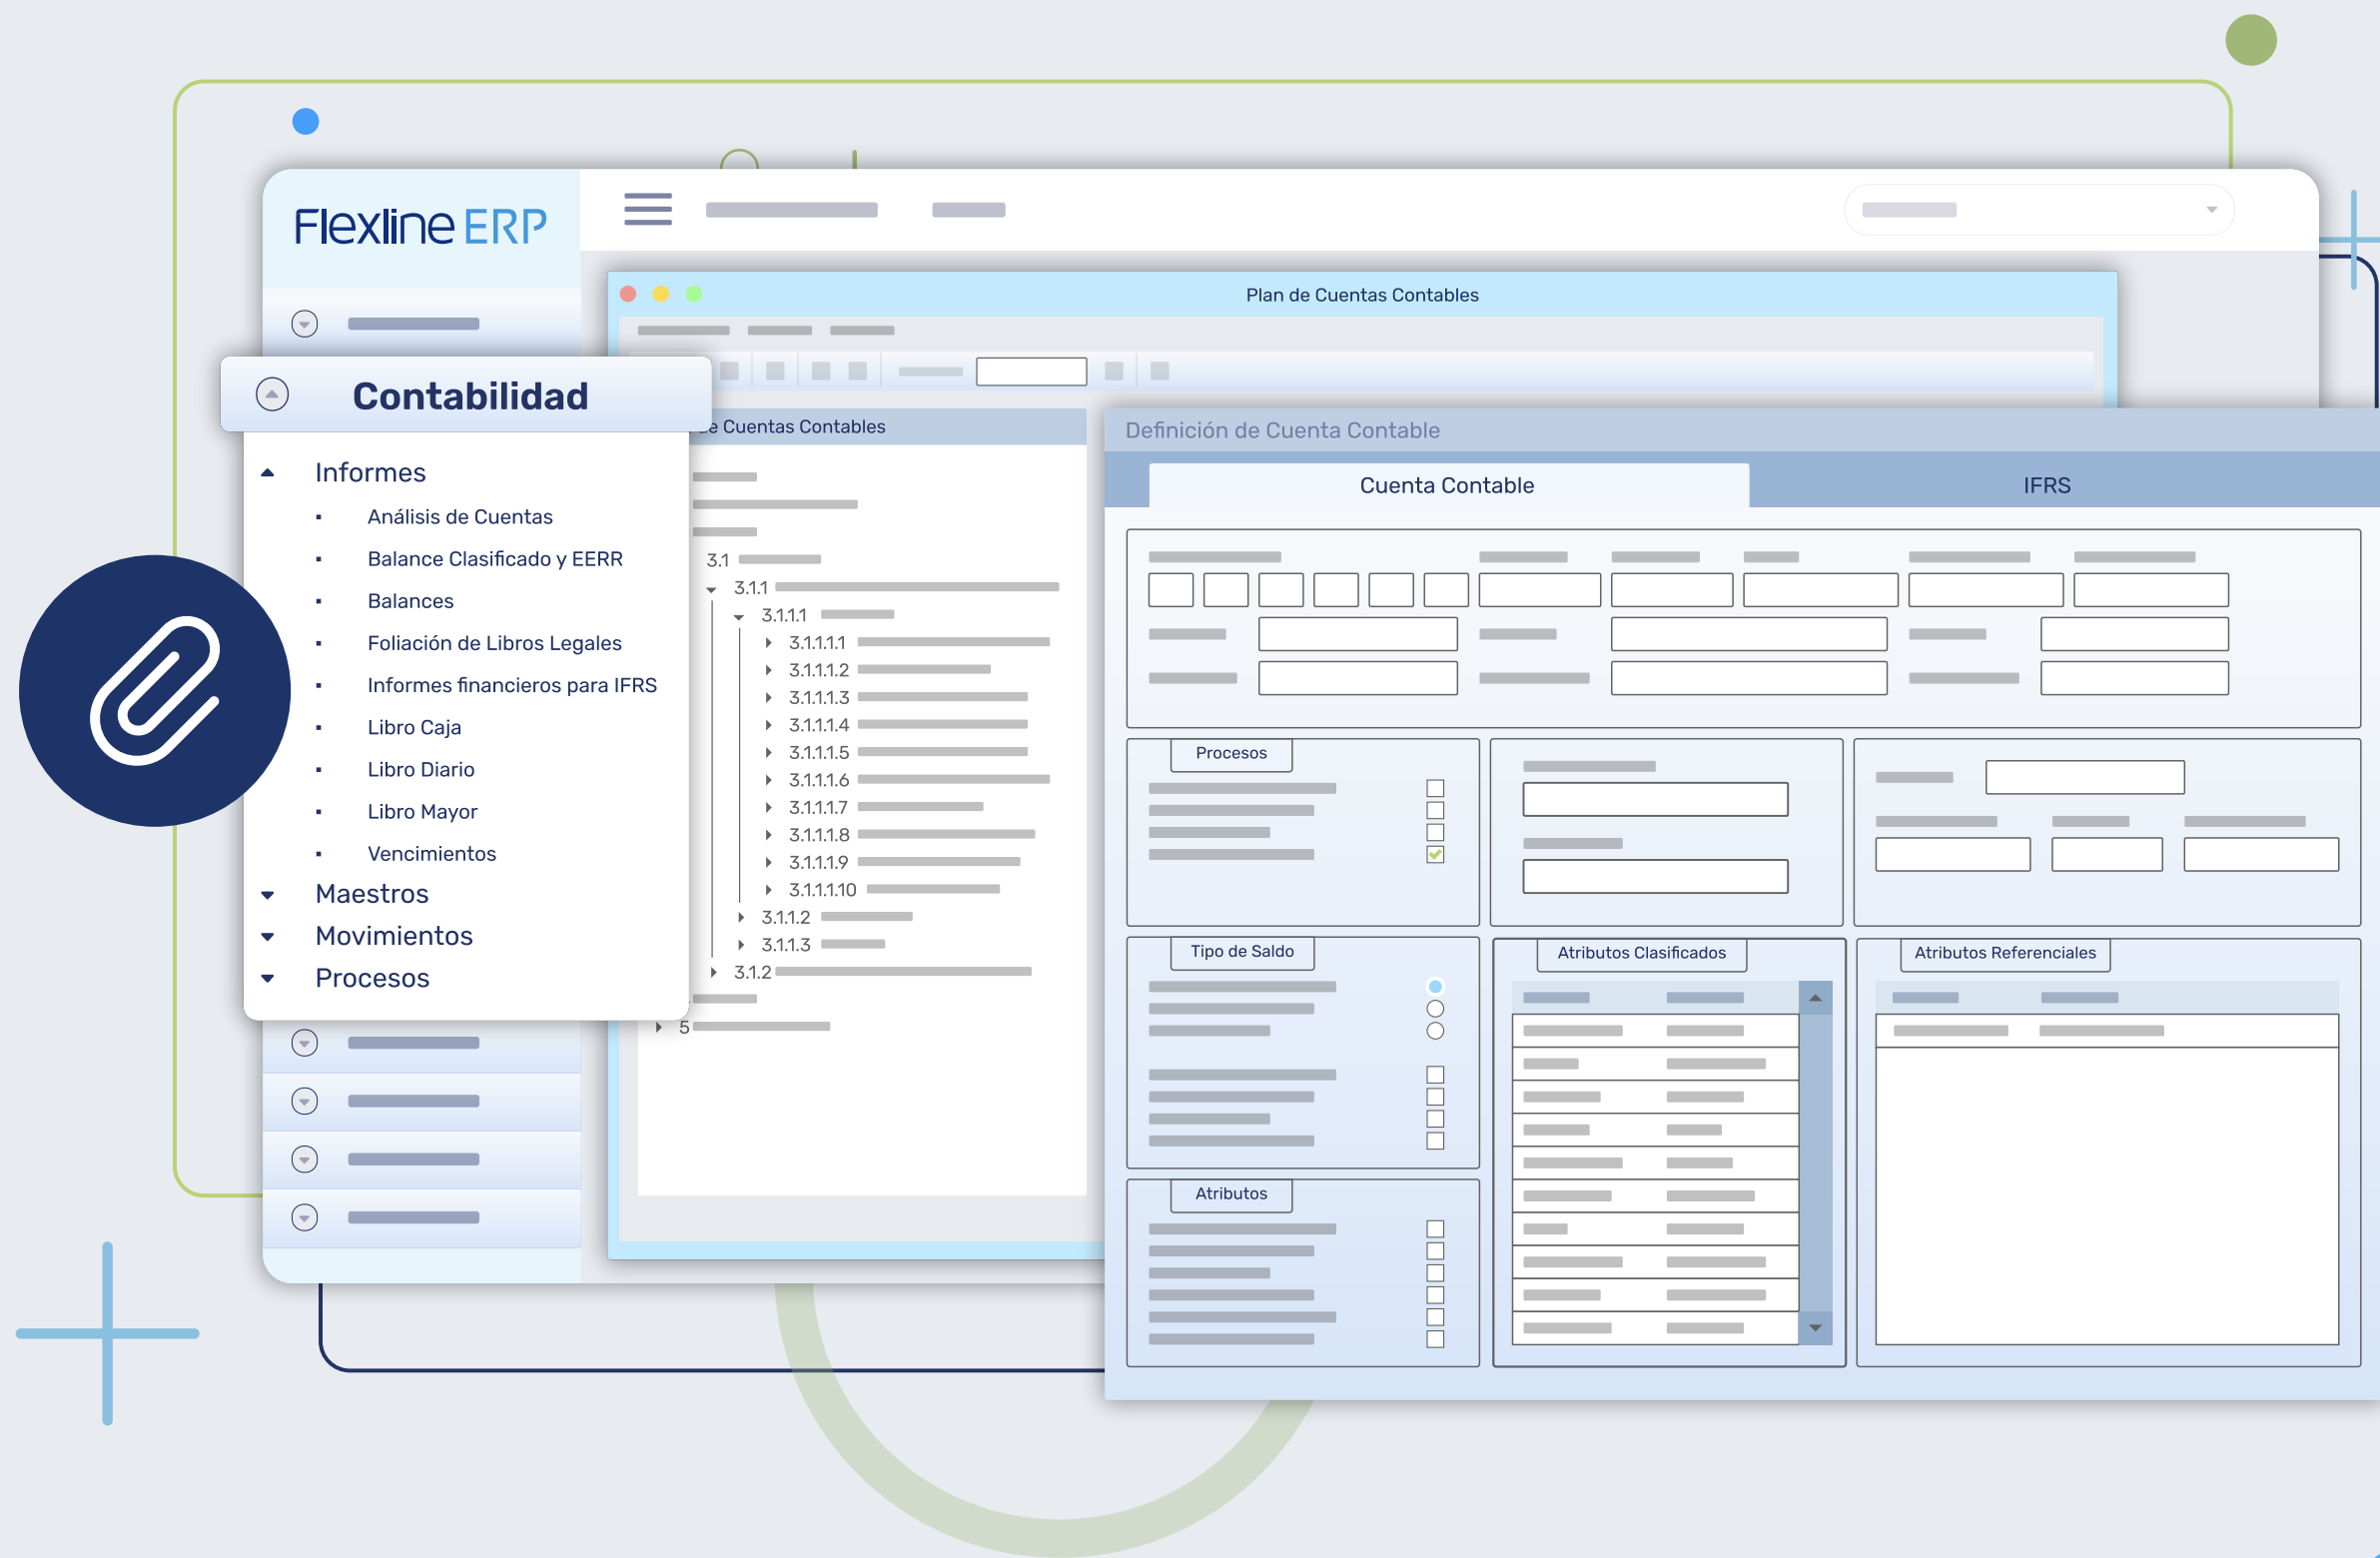 Flexline ERP
Plan de Cuentas Contables
Contabilidad
Informes
Análisis de Cuentas
Balance Clasificado y EERR
Balances
Foliación de Libros Legales
Informes financieros para IFRS
Libro Caja
Libro Diario
Libro Mayor
Vencimientos
Maestros
Movimientos
Procesos
de Cuentas Contables
3.1
3.1.1
3.1.1.1
3.1.1.1.1
3.1.1.1.2
3.1.1.1.3
3.1.1.1.4
3.1.1.1.5
3.1.1.1.6
3.1.1.1.7
3.1.1.1.8
3.1.1.1.9
3.1.1.1.10
3.1.1.2
3.1.1.3
3.1.2
5
Definición de Cuenta Contable
Cuenta Contable
IFRS
Procesos
Tipo de Saldo
Atributos Clasificados
Atributos Referenciales
Atributos